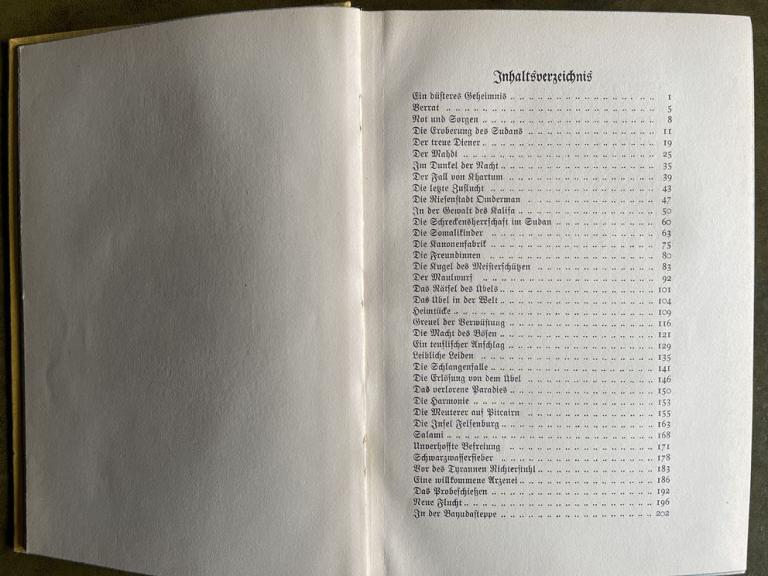 Inhaltsverzeichnis
Ein düsteres Geheimnis .. .. .. .. .. .. .. .. .. .. .. .. 1
Verrat .. .. .. .. .. .. .. .. .. .. .. .. .. .. .. .. 5
Not und Sorgen .. .. .. .. .. .. .. .. .. .. .. .. .. .. 8
Die Eroberung des Sudans .. .. .. .. .. .. .. .. .. .. .. 11
Der treue Diener .. .. .. .. .. .. .. .. .. .. .. .. .. .. 19
Der Mahdi .. .. .. .. .. .. .. .. .. .. .. .. .. .. .. 25
Im Dunkel der Nacht .. .. .. .. .. .. .. .. .. .. .. .. .. 35
Der Fall von Khartum .. .. .. .. .. .. .. .. .. .. .. .. 39
Die letzte Zuflucht .. .. .. .. .. .. .. .. .. .. .. .. .. 43
Die Riesenstadt Omderman .. .. .. .. .. .. .. .. .. .. .. 47
In der Gewalt des Kalifa .. .. .. .. .. .. .. .. .. .. .. 50
Die Schreckensherrschaft im Sudan .. .. .. .. .. .. .. .. 60
Die Somalikinder .. .. .. .. .. .. .. .. .. .. .. .. .. 63
Die Kanonenfabrik .. .. .. .. .. .. .. .. .. .. .. .. .. 75
Die Freundinnen .. .. .. .. .. .. .. .. .. .. .. .. .. 80
Die Kugel des Meisterschützen .. .. .. .. .. .. .. .. .. 83
Der Maulwurf .. .. .. .. .. .. .. .. .. .. .. .. .. .. 92
Das Rätsel des Übels .. .. .. .. .. .. .. .. .. .. .. .. 101
Das Übel in der Welt .. .. .. .. .. .. .. .. .. .. .. .. 104
Heimtücke .. .. .. .. .. .. .. .. .. .. .. .. .. .. .. 109
Greuel der Verwüstung .. .. .. .. .. .. .. .. .. .. .. .. 116
Die Macht des Bösen .. .. .. .. .. .. .. .. .. .. .. .. 121
Ein teuflischer Anschlag .. .. .. .. .. .. .. .. .. .. .. 129
Leibliche Leiden .. .. .. .. .. .. .. .. .. .. .. .. .. 135
Die Schlangenfalle .. .. .. .. .. .. .. .. .. .. .. .. .. 141
Die Erlösung von dem Übel .. .. .. .. .. .. .. .. .. .. 146
Das verlorene Paradies .. .. .. .. .. .. .. .. .. .. .. .. 150
Die Harmonie .. .. .. .. .. .. .. .. .. .. .. .. .. .. 153
Die Meuterer auf Pitcairn .. .. .. .. .. .. .. .. .. .. .. 155
Die Insel Felsenburg .. .. .. .. .. .. .. .. .. .. .. .. 163
Salami .. .. .. .. .. .. .. .. .. .. .. .. .. .. .. .. 168
Unverhoffte Befreiung .. .. .. .. .. .. .. .. .. .. .. .. 171
Schwarzwasserfieber .. .. .. .. .. .. .. .. .. .. .. .. 178
Vor des Tyrannen Richterstuhl .. .. .. .. .. .. .. .. .. 183
Eine willkommene Arzenei .. .. .. .. .. .. .. .. .. .. .. 186
Das Probeschießen .. .. .. .. .. .. .. .. .. .. .. .. .. 192
Neue Flucht .. .. .. .. .. .. .. .. .. .. .. .. .. .. .. 196
In der Bayudasteppe .. .. .. .. .. .. .. .. .. .. .. .. 202